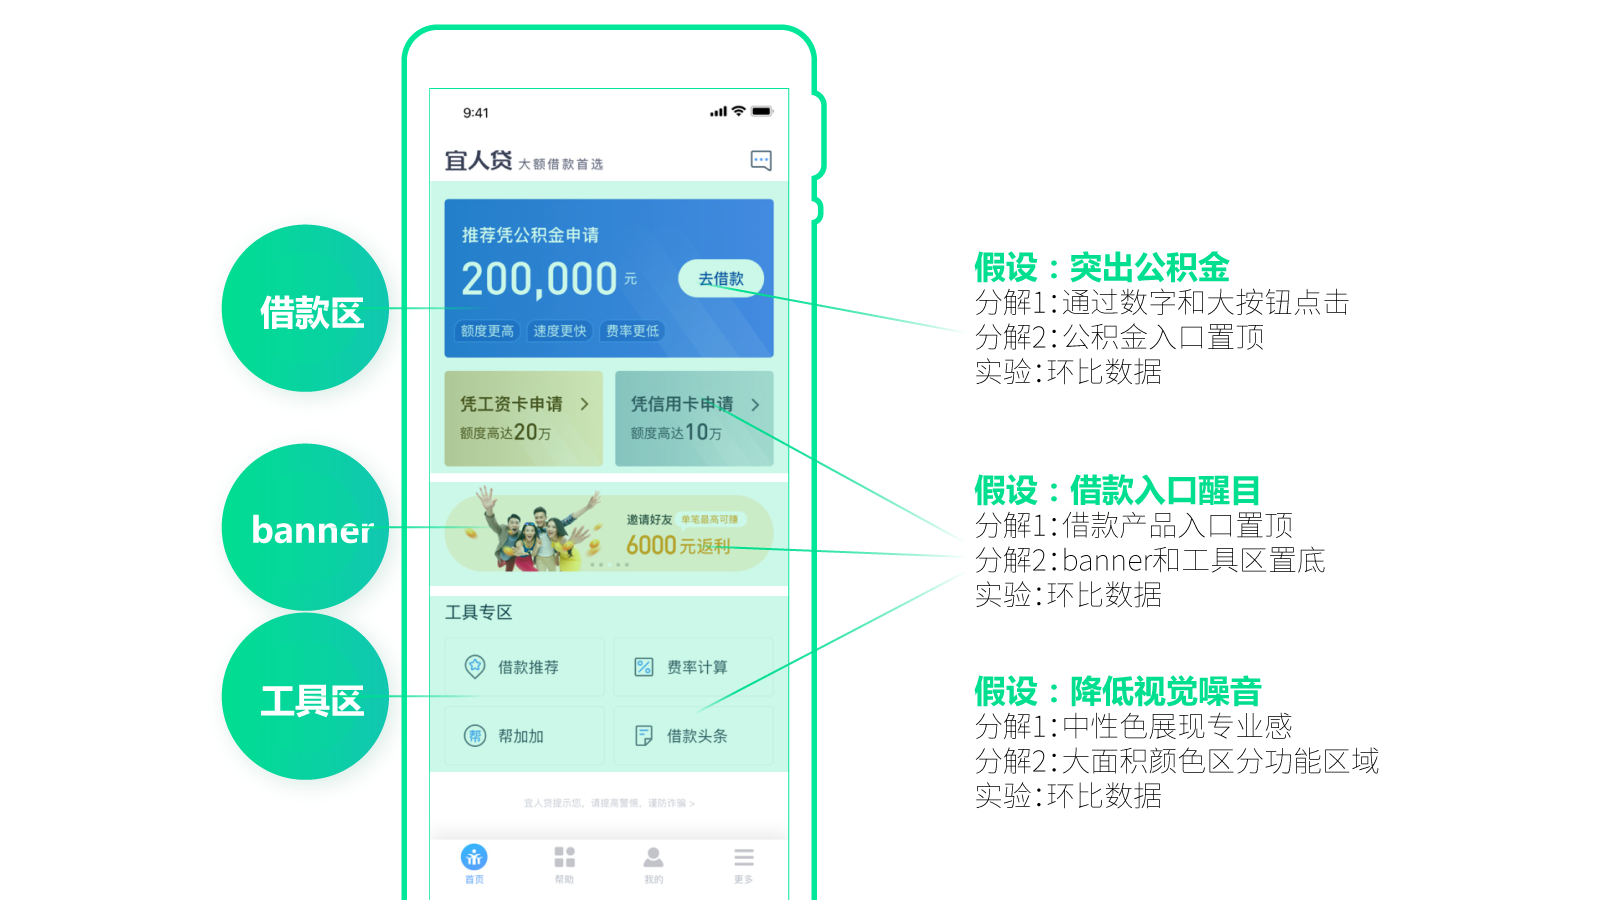 9:41
宜人贷 大额借款首选
推荐凭公积金申请
200,000 元
去借款
额度更高 速度更快 费率更低
凭工资卡申请
额度高达20万
凭信用卡申请
额度高达10万
邀请好友 单笔最高可赚
6000元返利
工具专区
借款推荐
费率计算
帮 帮加加
借款头条
宜人贷提示您，请提高警惕，谨防诈骗 >
首页 帮助 我的 更多
借款区
banner
工具区
假设：突出公积金
分解1：通过数字和大按钮点击
分解2：公积金入口置顶
实验：环比数据
假设：借款入口醒目
分解1：借款产品入口置顶
分解2：banner和工具区置底
实验：环比数据
假设：降低视觉噪音
分解1：中性色展现专业感
分解2：大面积颜色区分功能区域
实验：环比数据